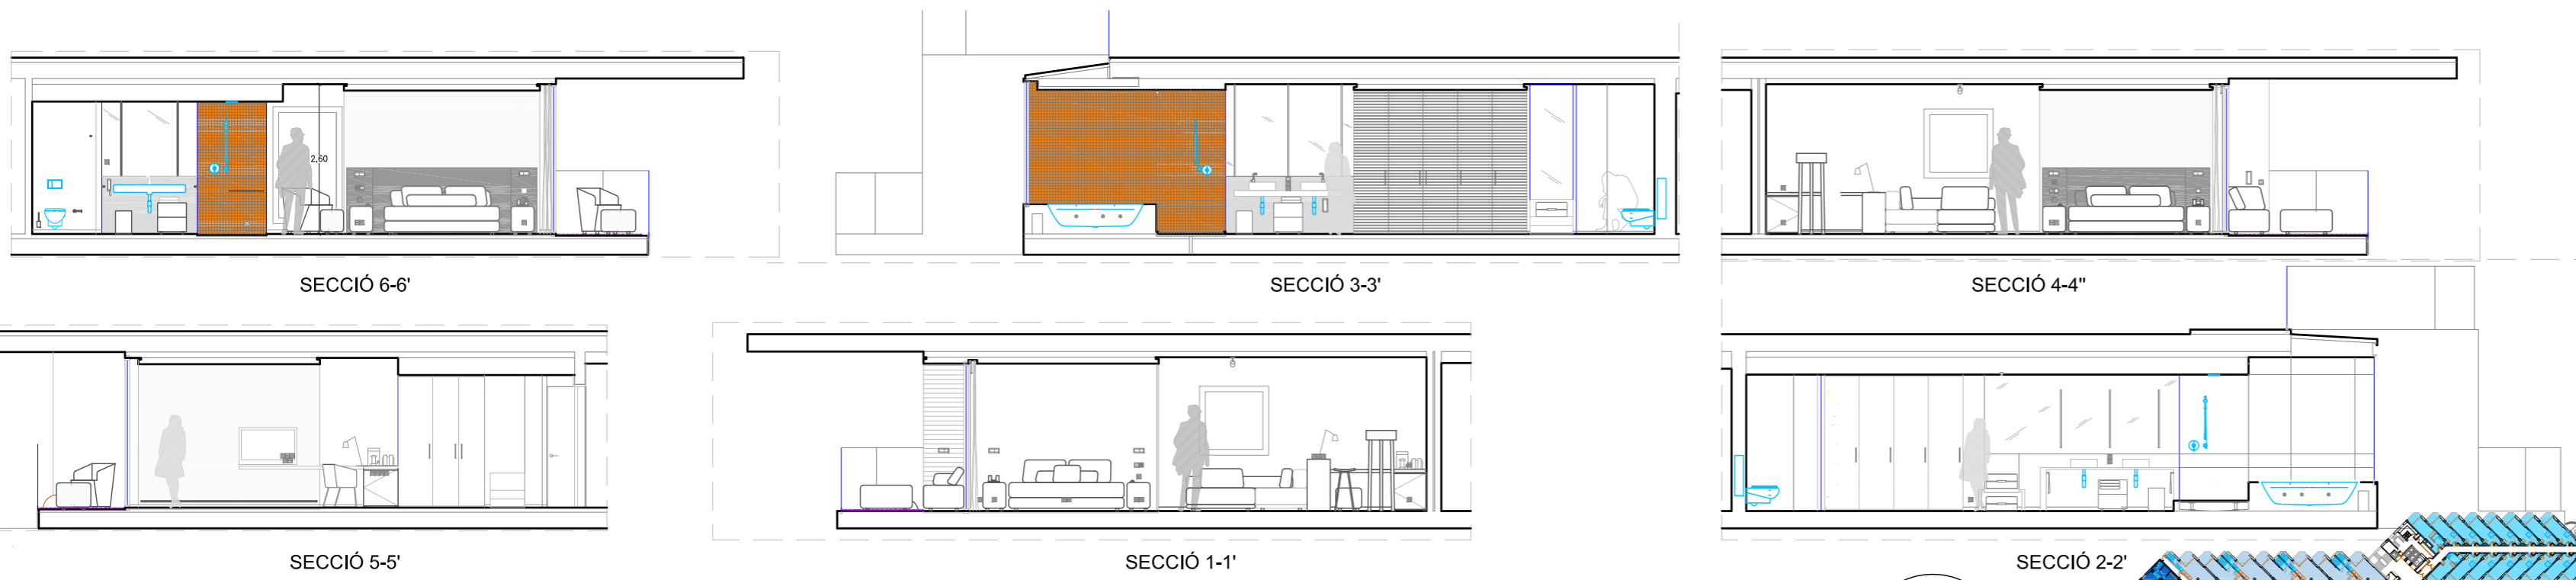 2,60
SECCIÓ 6-6'
SECCIÓ 3-3'
SECCIÓ 4-4"
SECCIÓ 5-5'
SECCIÓ 1-1'
SECCIÓ 2-2'